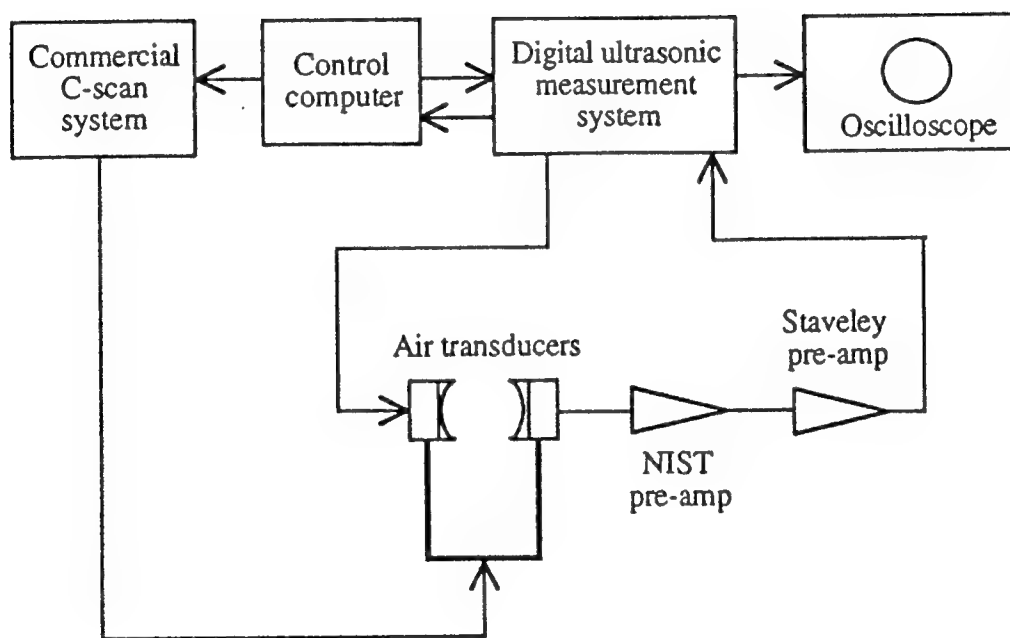 Commercial
C-scan
system
Control
computer
Digital ultrasonic
measurement
system
Oscilloscope
Air transducers
Staveley
pre-amp
NIST
pre-amp